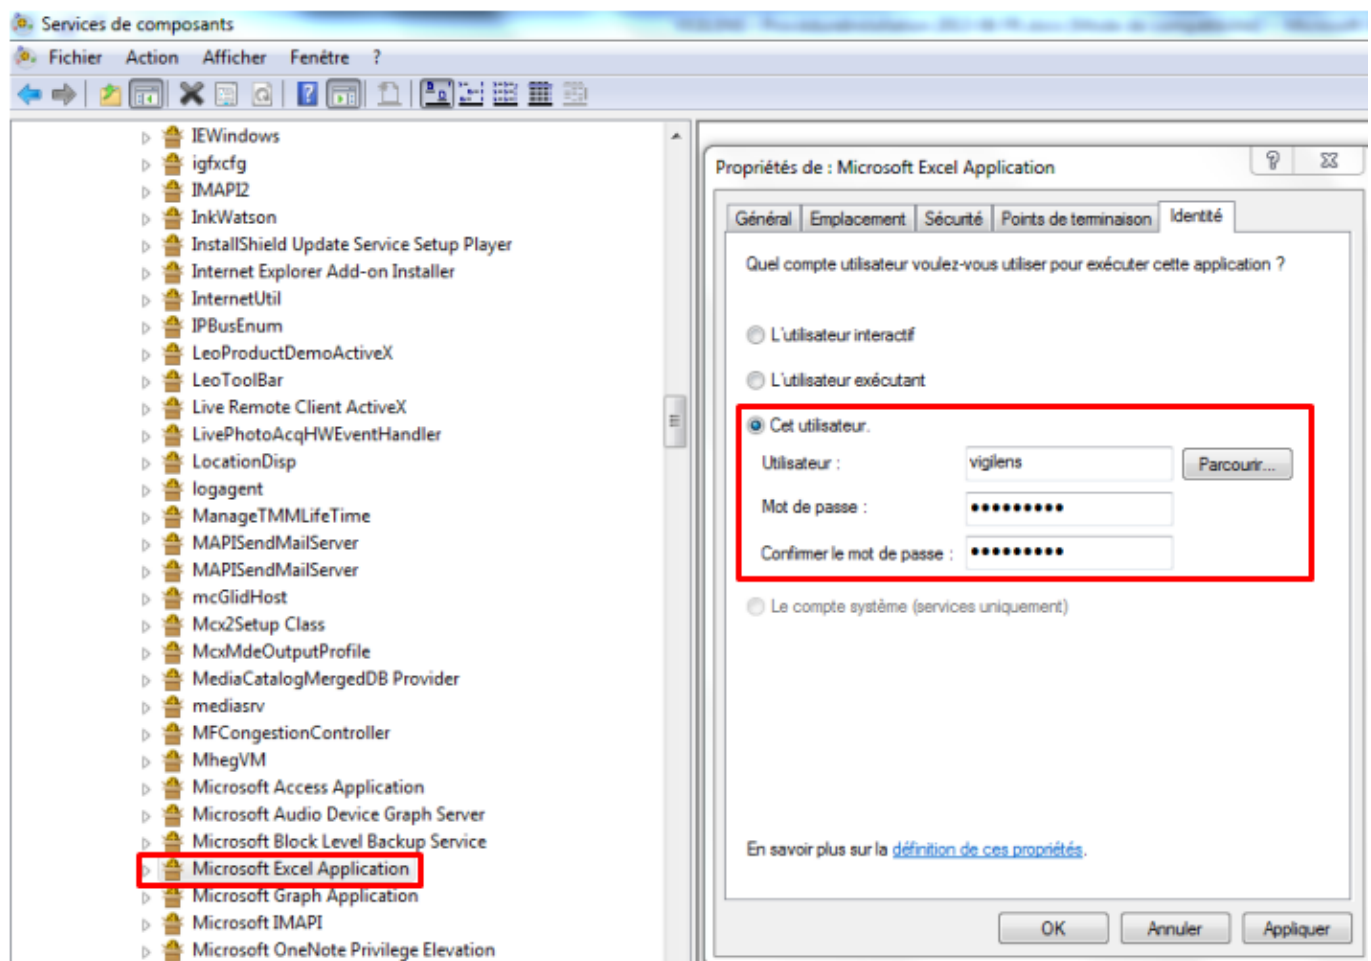 Services de composants
Fichier Action Afficher Fenêtre ?
IEWindows
igfxcfg
IMAPI2
InkWatson
InstallShield Update Service Setup Player
Internet Explorer Add-on Installer
InternetUtil
IPBusEnum
LeoProductDemoActiveX
LeoToolBar
Live Remote Client ActiveX
LivePhotoAcqHWEventHandler
LocationDisp
logagent
ManageTMMLifeTime
MAPISendMailServer
MAPISendMailServer
mcGlidHost
Mcx2Setup Class
McxMdeOutputProfile
MediaCatalogMergedDB Provider
mediasrv
MFCongestionController
MhegVM
Microsoft Access Application
Microsoft Audio Device Graph Server
Microsoft Block Level Backup Service
Microsoft Excel Application
Microsoft Graph Application
Microsoft IMAPI
Microsoft OneNote Privilege Elevation
Propriétés de : Microsoft Excel Application
Général Emplacement Sécurité Points de terminaison Identité
Quel compte utilisateur voulez-vous utiliser pour exécuter cette application ?
L'utilisateur interactif
L'utilisateur exécutant
Cet utilisateur.
Utilisateur : vigilens Parcourir...
Mot de passe : •••••••••
Confirmer le mot de passe : •••••••••
Le compte système (services uniquement)
En savoir plus sur la définition de ces propriétés.
OK Annuler Appliquer